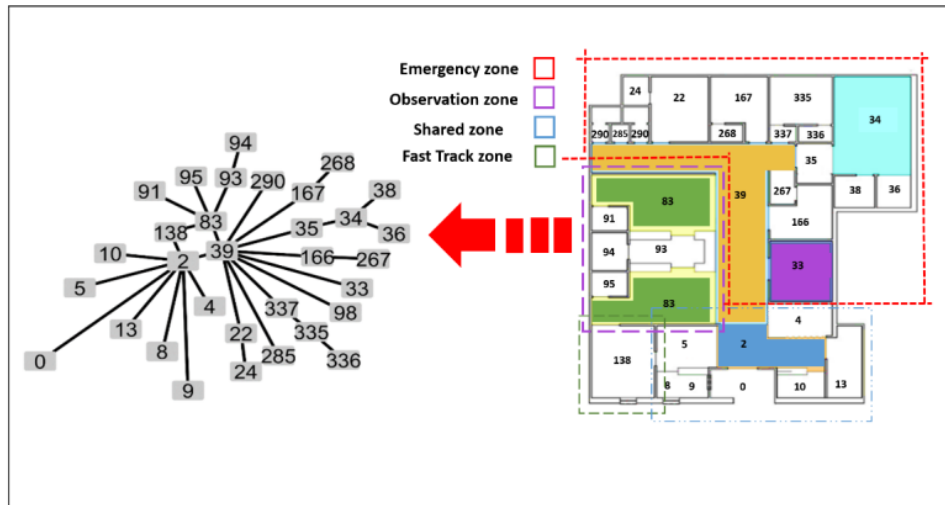 Emergency zone
Observation zone
Shared zone
Fast Track zone
94
268
95 93 290
91 167 38
83 34
138 35 36
39
10 2 166 267
5 33
4 337 98
13 22 335
0 8 285 336
24
9
24 22 167 335
34
290 285 290 268 337 336
35
39 267 38 36
83
91 166
93
94
33
95
83
4
5 2
138
8 9 0 10 13